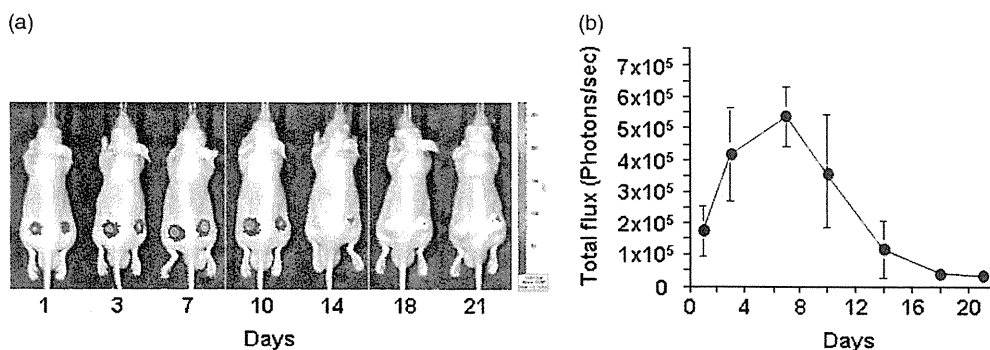 (a)
1 3 7 10 14 18 21
Days
(b)
Total flux (Photons/sec)
7x10⁵
6x10⁵
5x10⁵
4x10⁵
3x10⁵
2x10⁵
1x10⁵
0
0 4 8 12 16 20
Days